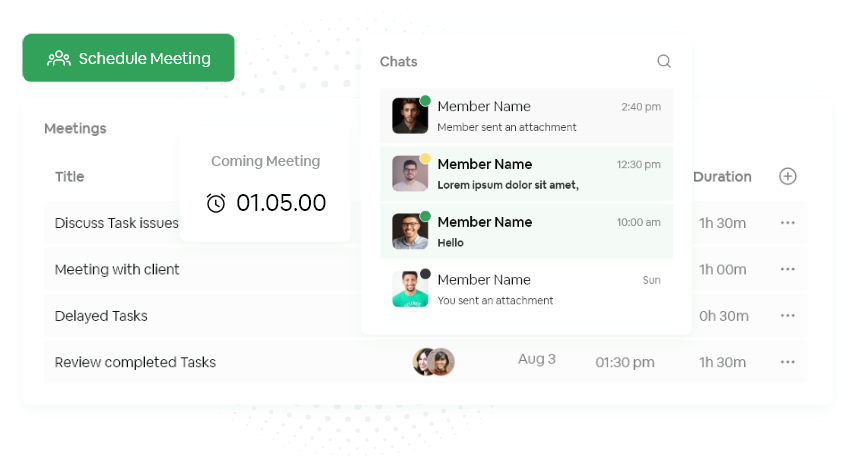 Schedule Meeting
Meetings
Title
Duration
Discuss Task issues
1h 30m
Meeting with client
1h 00m
Delayed Tasks
0h 30m
Review completed Tasks
Aug 3
01:30 pm
1h 30m
Coming Meeting
01.05.00
Chats
Member Name
2:40 pm
Member sent an attachment
Member Name
12:30 pm
Lorem ipsum dolor sit amet,
Member Name
10:00 am
Hello
Member Name
Sun
You sent an attachment